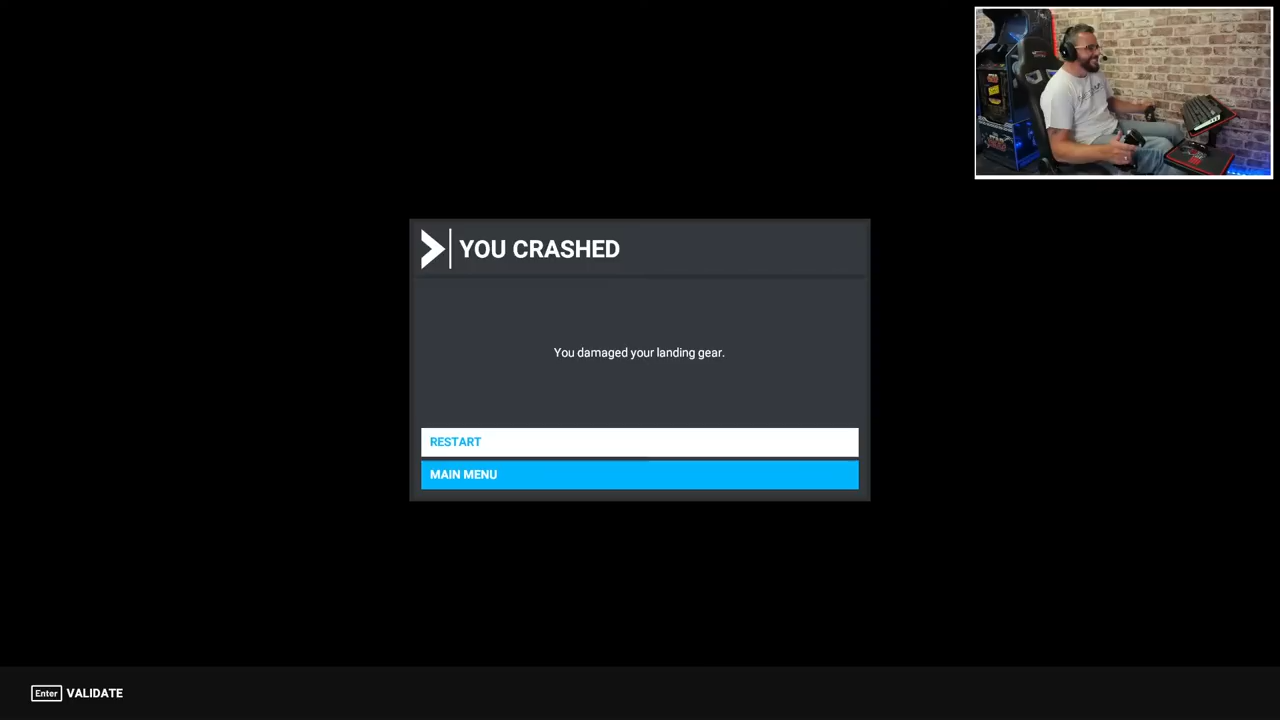 YOU CRASHED
You damaged your landing gear.
RESTART
MAIN MENU
Enter VALIDATE